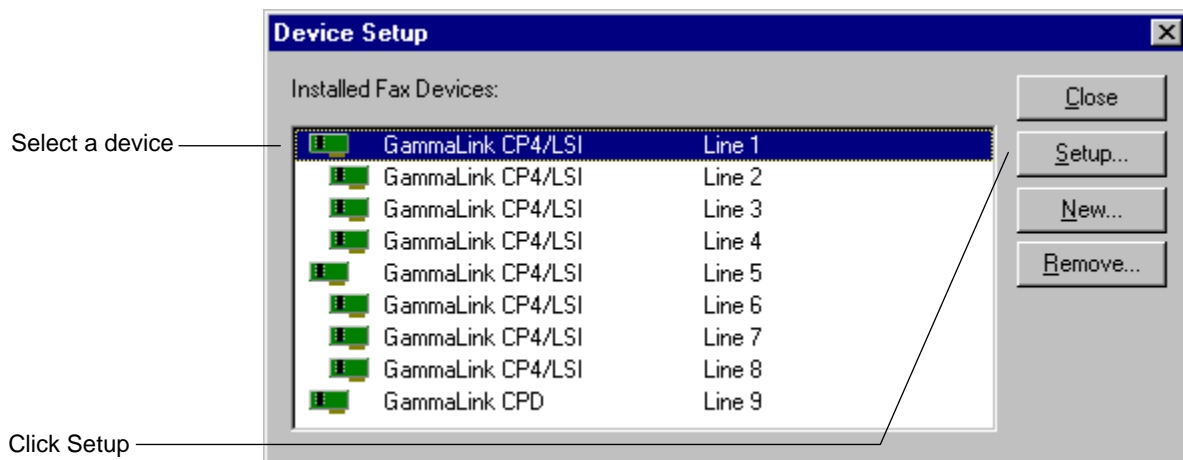 Device Setup
Installed Fax Devices:
Close
Select a device
GammaLink CP4/LSI Line 1
Setup...
GammaLink CP4/LSI Line 2
GammaLink CP4/LSI Line 3
New...
GammaLink CP4/LSI Line 4
Remove...
GammaLink CP4/LSI Line 5
GammaLink CP4/LSI Line 6
GammaLink CP4/LSI Line 7
GammaLink CP4/LSI Line 8
GammaLink CPD Line 9
Click Setup